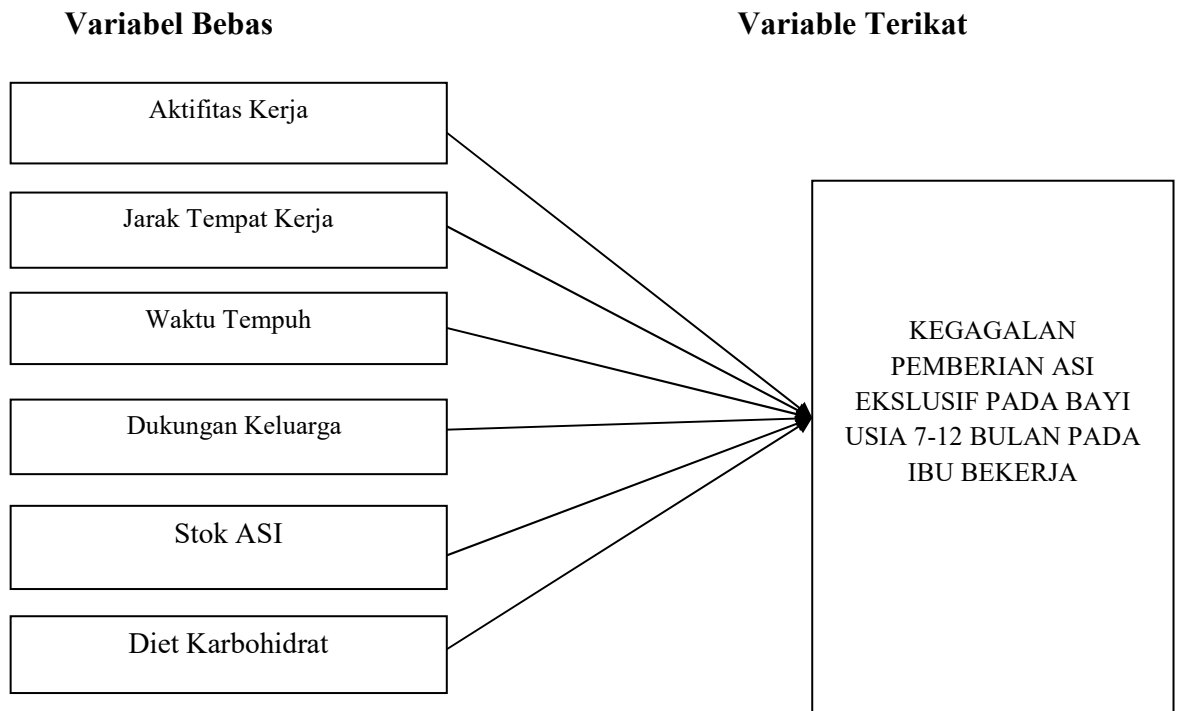 Variabel Bebas
Variable Terikat
Aktifitas Kerja
Jarak Tempat Kerja
Waktu Tempuh
Dukungan Keluarga
Stok ASI
Diet Karbohidrat
KEGAGALAN
PEMBERIAN ASI
EKSLUSIF PADA BAYI
USIA 7-12 BULAN PADA
IBU BEKERJA